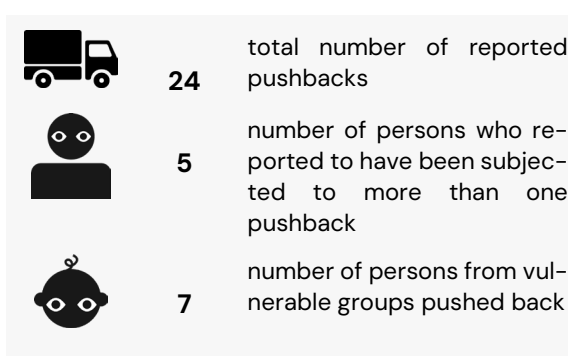 24
total number of reported
pushbacks
5
number of persons who re-
ported to have been subjec-
ted to more than one
pushback
7
number of persons from vul-
nerable groups pushed back